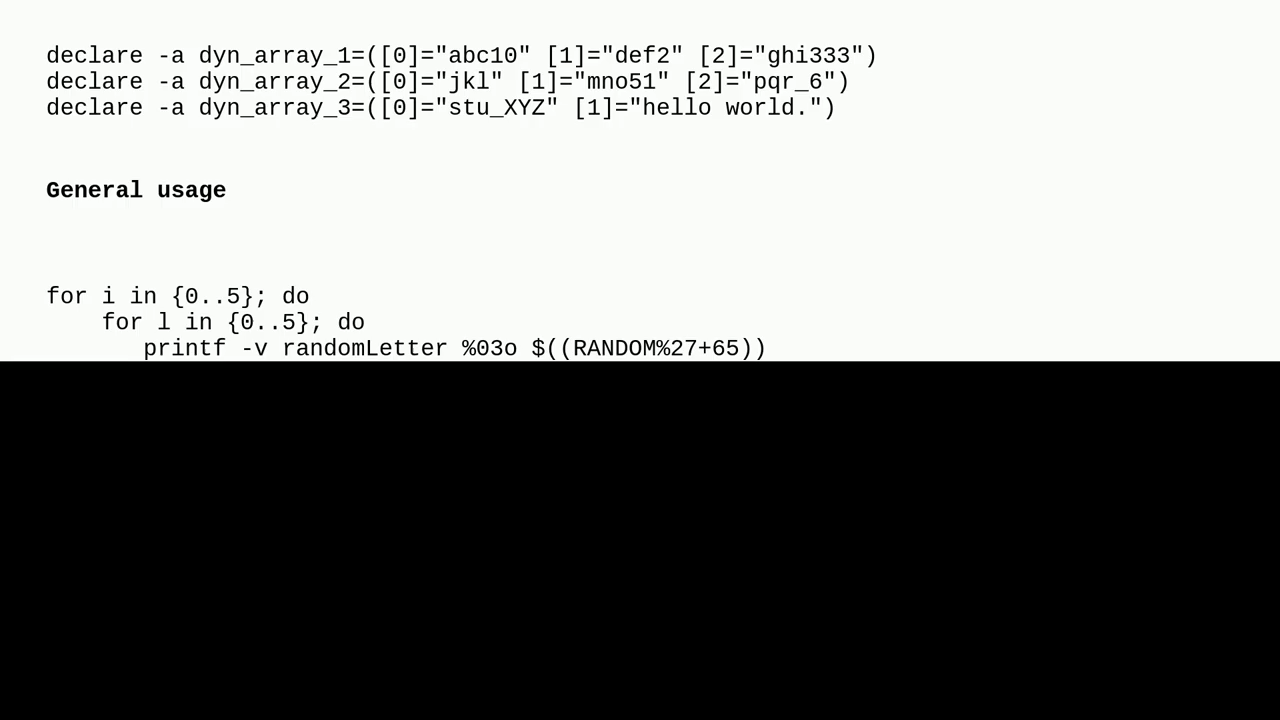 declare -a dyn_array_1=([0]="abc10" [1]="def2" [2]="ghi333")
declare -a dyn_array_2=([0]="jkl" [1]="mno51" [2]="pqr_6")
declare -a dyn_array_3=([0]="stu_XYZ" [1]="hello world.")
General usage
for i in {0..5}; do
    for l in {0..5}; do
       printf -v randomLetter %03o $((RANDOM%27+65))